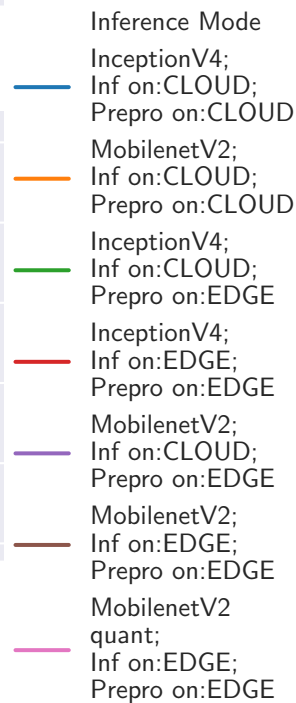 Inference Mode
InceptionV4;
Inf on:CLOUD;
Prepro on:CLOUD
MobilenetV2;
Inf on:CLOUD;
Prepro on:CLOUD
InceptionV4;
Inf on:CLOUD;
Prepro on:EDGE
InceptionV4;
Inf on:EDGE;
Prepro on:EDGE
MobilenetV2;
Inf on:CLOUD;
Prepro on:EDGE
MobilenetV2;
Inf on:EDGE;
Prepro on:EDGE
MobilenetV2
quant;
Inf on:EDGE;
Prepro on:EDGE